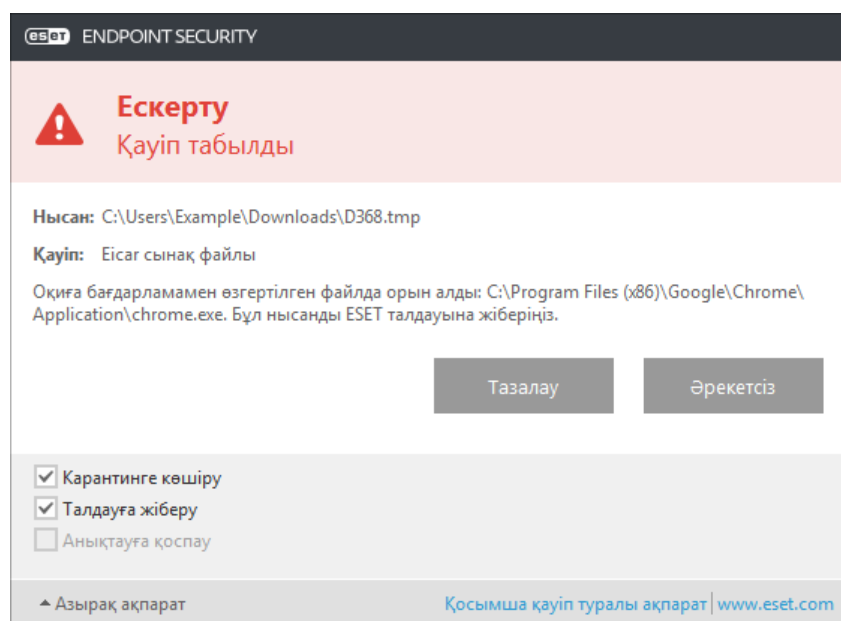 eset ENDPOINT SECURITY
Ескерту
Қауіп табылды
Нысан: C:\Users\Example\Downloads\D368.tmp
Қауіп: Eicar сынақ файлы
Оқиға бағдарламамен өзгертілген файлда орын алды: C:\Program Files (x86)\Google\Chrome\
Application\chrome.exe. Бұл нысанды ESET талдауына жіберіңіз.
Тазалау Әрекетсіз
Карантинге көшіру
Талдауға жіберу
Анықтауға қоспау
Азырақ ақпарат Қосымша қауіп туралы ақпарат | www.eset.com